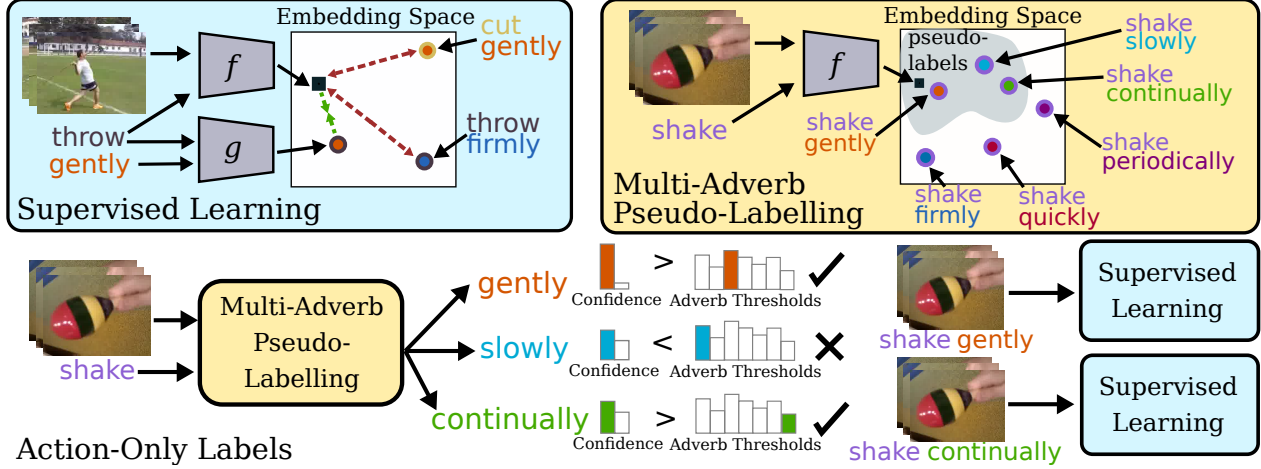 Embedding Space
cut
gently
f
throw
gently
g
throw
firmly
Supervised Learning
Embedding Space
pseudo-
labels
shake
slowly
f
shake
continually
shake
shake
gently
shake
periodically
shake
firmly
shake
quickly
Multi-Adverb
Pseudo-Labelling
shake
Multi-Adverb
Pseudo-
Labelling
gently
>
Confidence
Adverb Thresholds
shake gently
Supervised
Learning
slowly
<
Confidence
Adverb Thresholds
continually
>
Confidence
Adverb Thresholds
shake continually
Supervised
Learning
Action-Only Labels